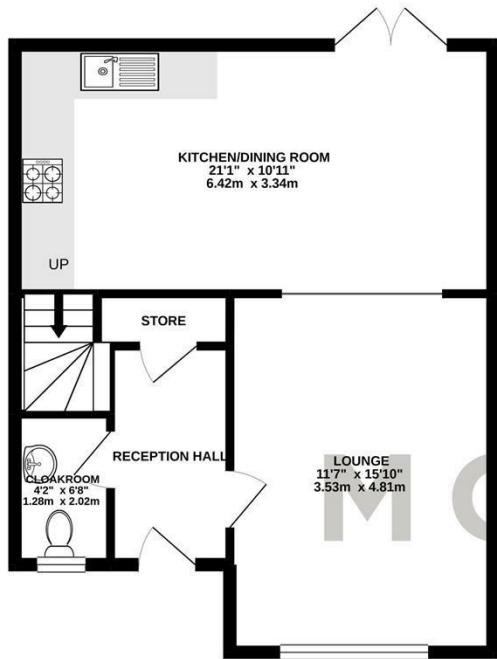 KITCHEN/DINING ROOM
21'1" x 10'11"
6.42m x 3.34m
UP
STORE
RECEPTION HALL
LOUNGE
11'7" x 15'10"
3.53m x 4.81m
CLOAKROOM
4'2" x 6'8"
1.28m x 2.02m
MO